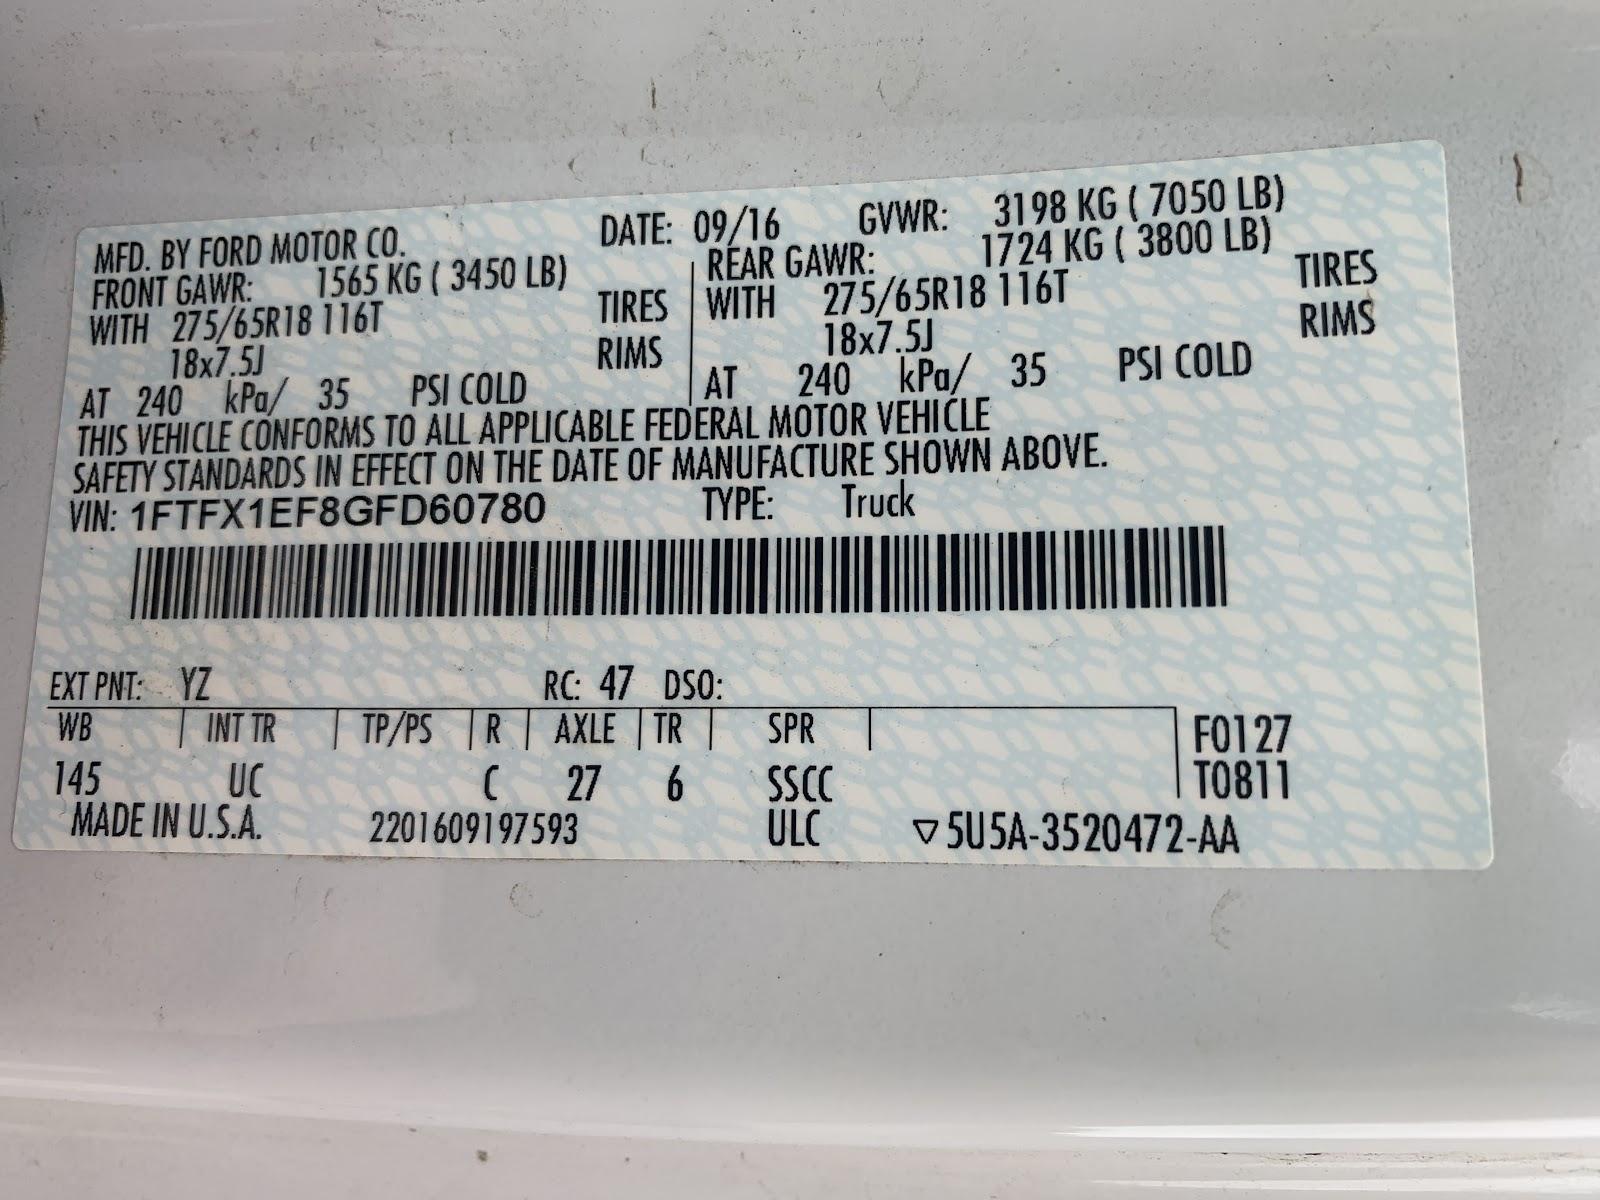 MFD. BY FORD MOTOR CO. DATE: 09/16 GVWR: 3198 KG ( 7050 LB)
FRONT GAWR: 1565 KG ( 3450 LB) REAR GAWR: 1724 KG ( 3800 LB)
WITH 275/65R18 116T TIRES WITH 275/65R18 116T TIRES
18x7.5J RIMS 18x7.5J RIMS
AT 240 kPa/ 35 PSI COLD AT 240 kPa/ 35 PSI COLD
THIS VEHICLE CONFORMS TO ALL APPLICABLE FEDERAL MOTOR VEHICLE
SAFETY STANDARDS IN EFFECT ON THE DATE OF MANUFACTURE SHOWN ABOVE.
VIN: 1FTFX1EF8GFD60780 TYPE: Truck
EXT PNT: YZ RC: 47 DSO:
WB INT TR TP/PS R AXLE TR SPR F0127
145 UC C 27 6 SSCC T0811
MADE IN U.S.A. 2201609197593 ULC ▽5U5A-3520472-AA